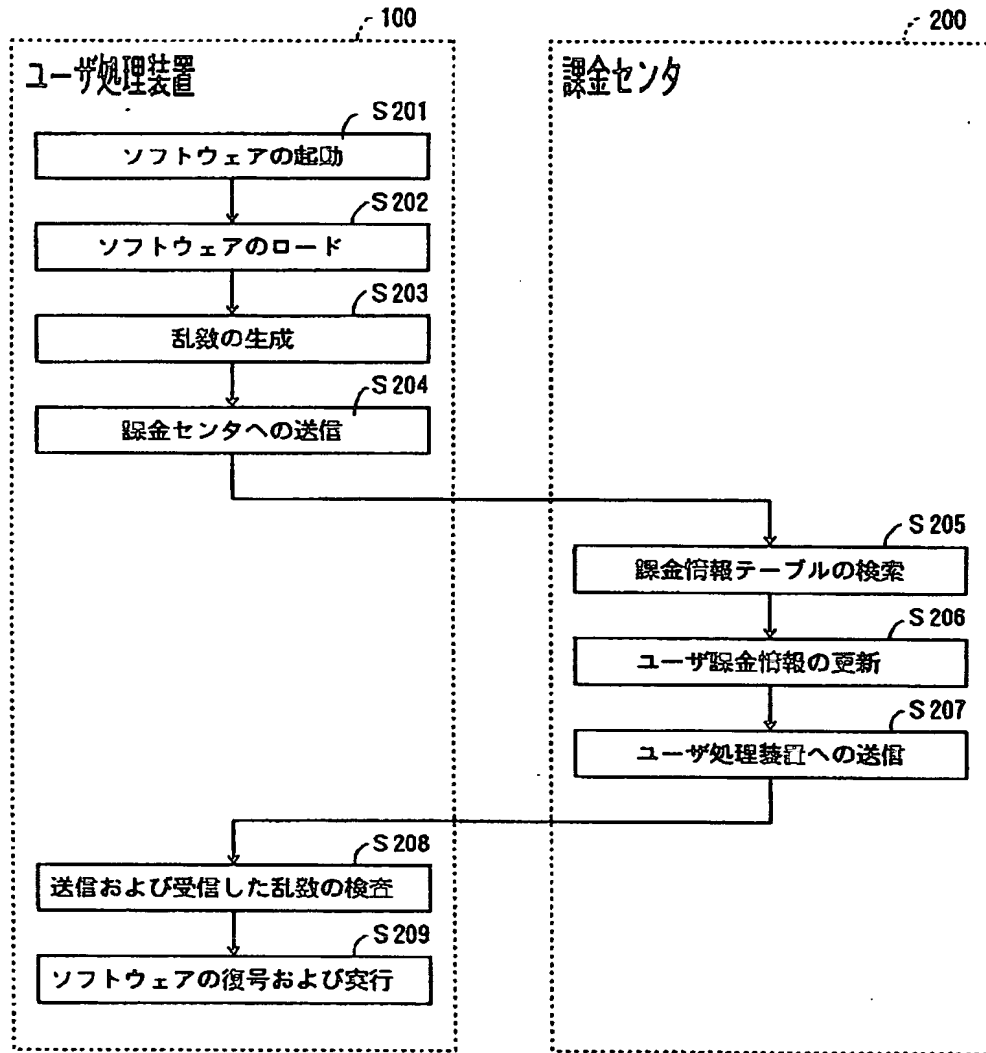 100
ユーザ処理装置
S201
ソフトウェアの起動
S202
ソフトウェアのロード
S203
乱数の生成
S204
課金センタへの送信
200
課金センタ
S205
課金情報テーブルの検索
S206
ユーザ課金情報の更新
S207
ユーザ処理装置への送信
S208
送信および受信した乱数の検査
S209
ソフトウェアの復号および実行